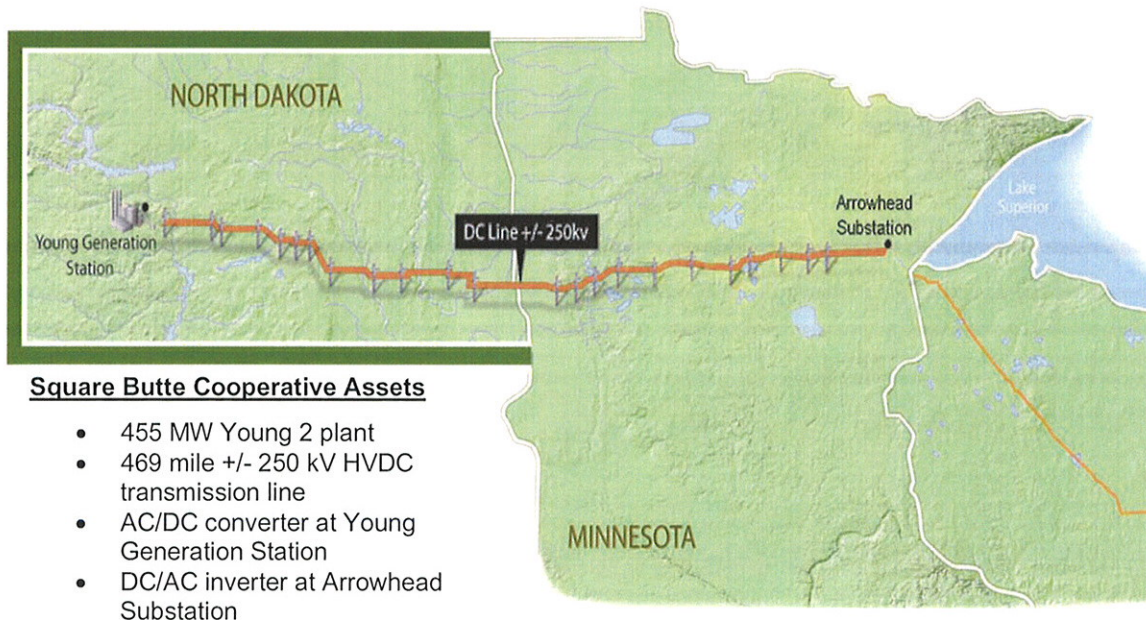 NORTH DAKOTA
Young Generation
Station
DC Line +/- 250kv
Arrowhead
Substation
Lake
Superior
MINNESOTA
Square Butte Cooperative Assets
• 455 MW Young 2 plant
• 469 mile +/- 250 kV HVDC
transmission line
• AC/DC converter at Young
Generation Station
• DC/AC inverter at Arrowhead
Substation